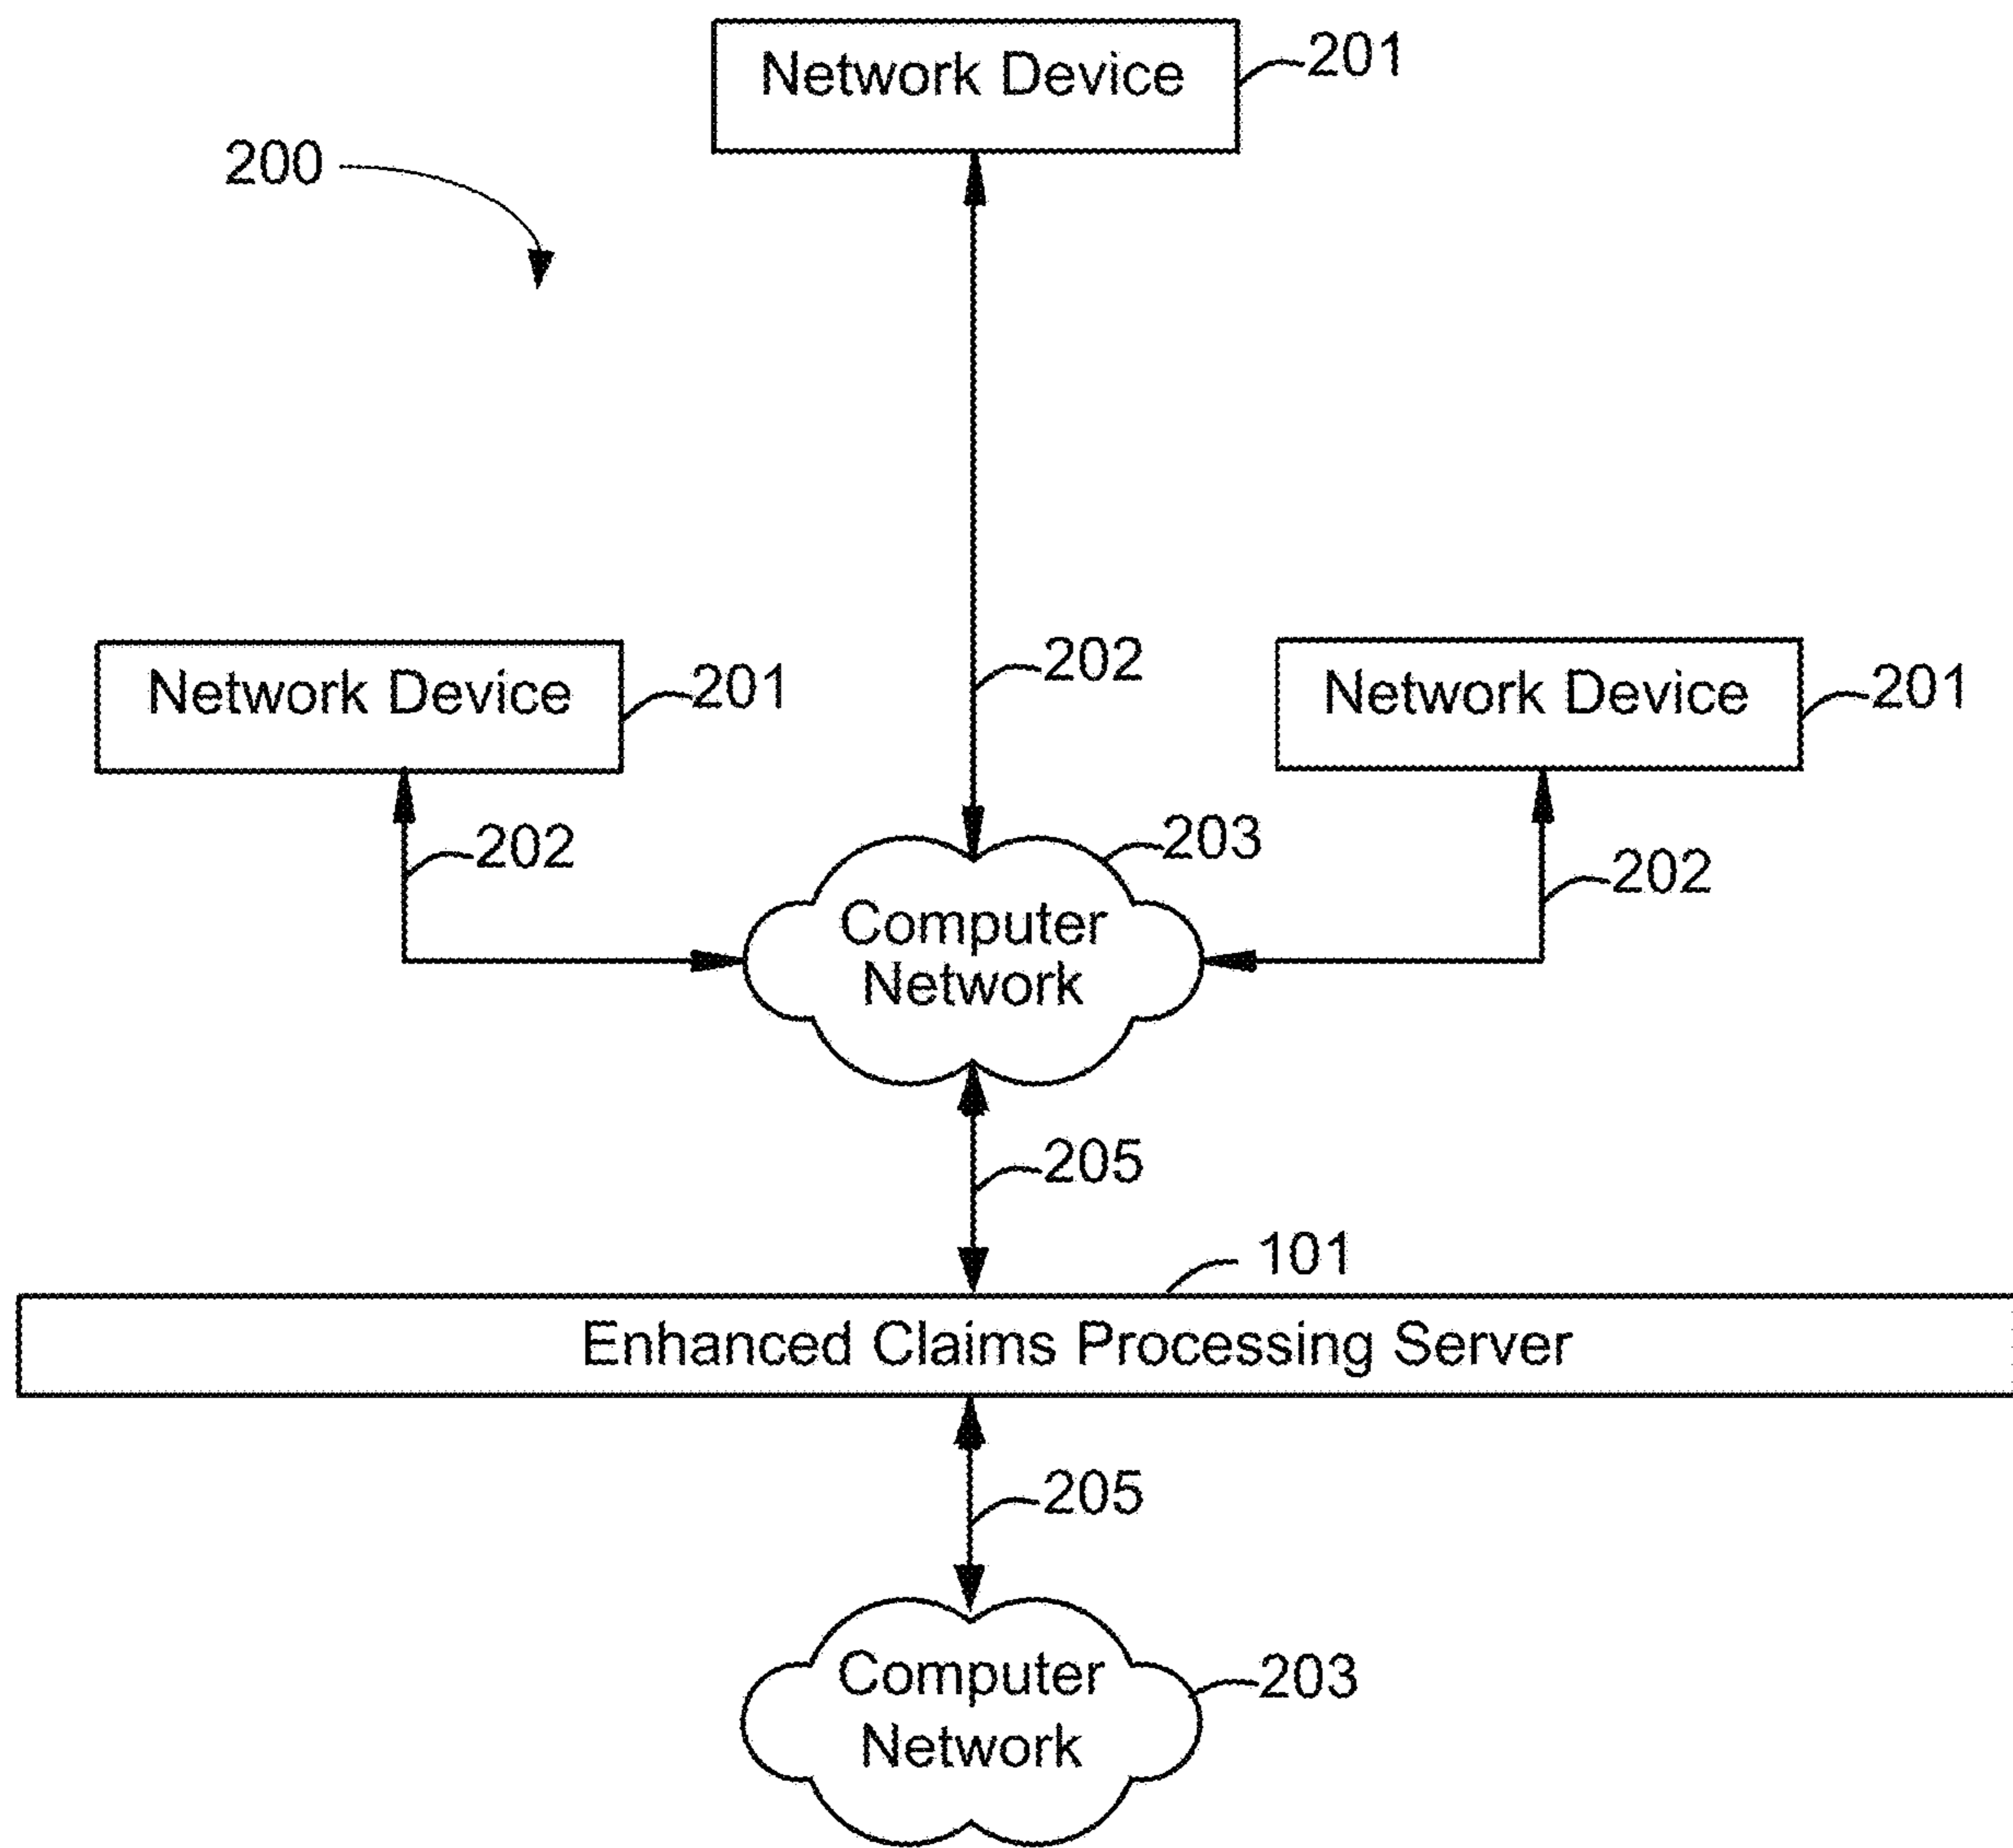 Network Device
201
200
202
Network Device
201
Network Device
201
202
203
202
Computer
Network
205
101
Enhanced Claims Processing Server
205
Computer
Network
203